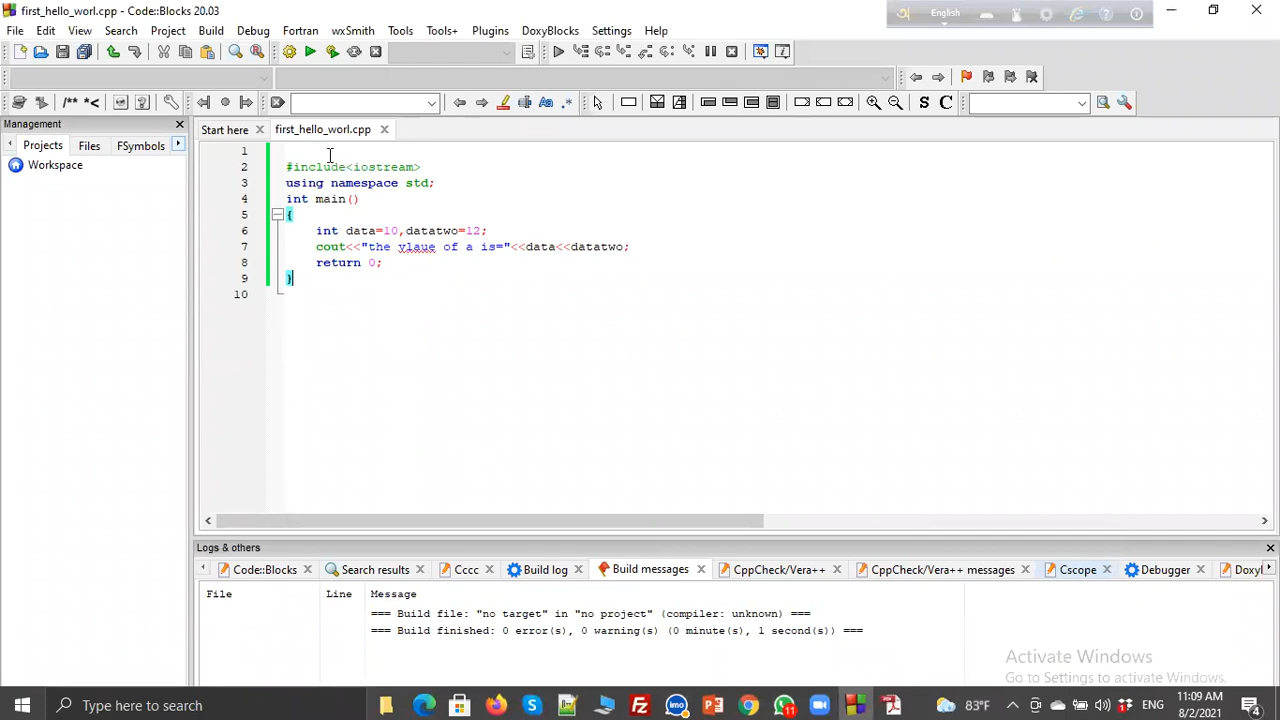 first_hello_worl.cpp - Code::Blocks 20.03
English
File Edit View Search Project Build Debug Fortran wxSmith Tools Tools+ Plugins DoxyBlocks Settings Help
/** *<
S C
Management
Projects Files FSymbols
Workspace
Start here first_hello_worl.cpp
1
2 #include<iostream>
3 using namespace std;
4 int main()
5 {
6 int data=10,datatwo=12;
7 cout<<"the vlaue of a is="<<data<<datatwo;
8 return 0;
9 }
10
Logs & others
Code::Blocks Search results Cccc Build log Build messages CppCheck/Vera++ CppCheck/Vera++ messages Cscope Debugger Doxyl
File Line Message
=== Build file: "no target" in "no project" (compiler: unknown) ===
=== Build finished: 0 error(s), 0 warning(s) (0 minute(s), 1 second(s)) ===
Activate Windows
Go to Settings to activate Windows.
Type here to search
imo
11
83°F
ENG
11:09 AM
8/2/2021
4